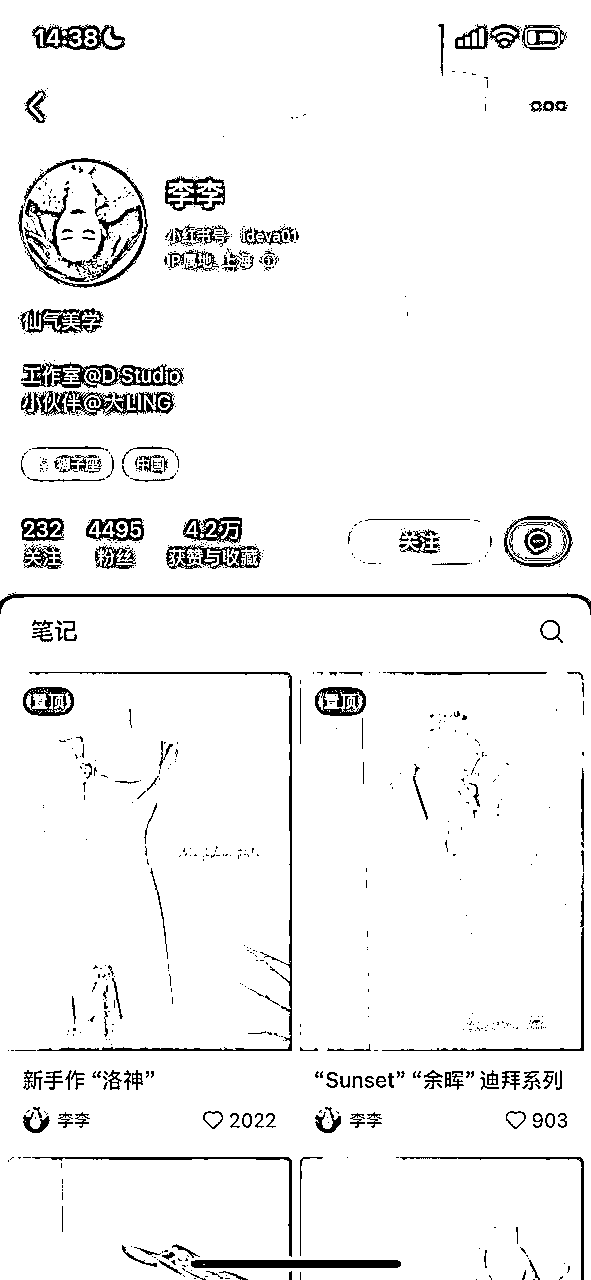 14:38
李李
小红书号 ideva01
IP属地 上海
仙气美学
工作室@D Studio
小伙伴@大LING
狮子座 中国
232 4495 4.2万
关注 粉丝 获赞与收藏 关注
笔记
置顶 置顶
新手作 “洛神” “Sunset” “余晖” 迪拜系列
李李 2022 李李 903